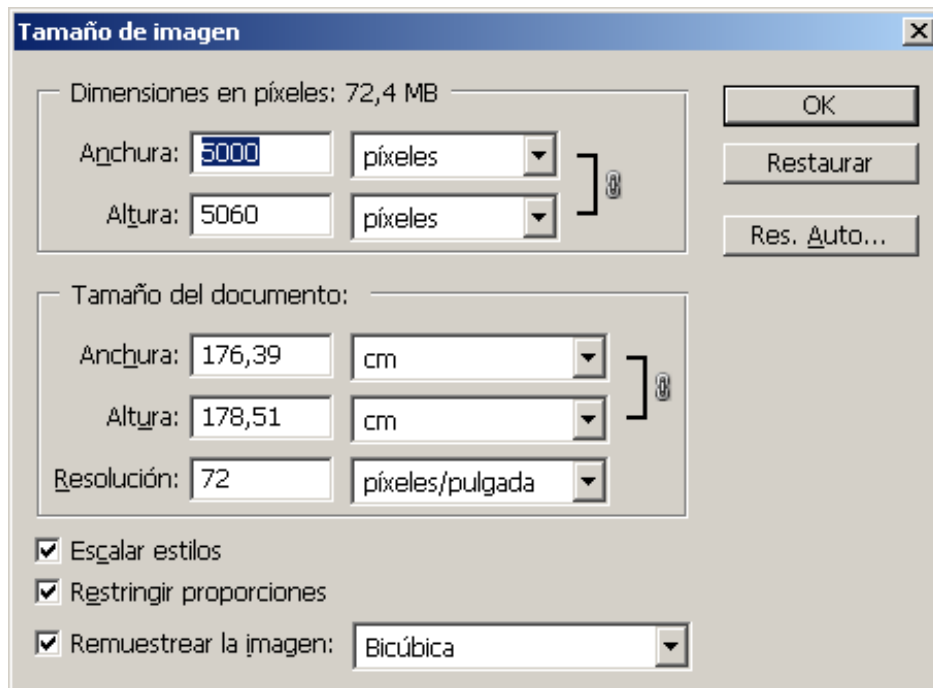 Tamaño de imagen
Dimensiones en píxeles: 72,4 MB
Anchura: 5000 píxeles
Altura: 5060 píxeles
OK
Restaurar
Res. Auto...
Tamaño del documento:
Anchura: 176,39 cm
Altura: 178,51 cm
Resolución: 72 píxeles/pulgada
Escalar estilos
Restringir proporciones
Remuestrear la imagen: Bicúbica